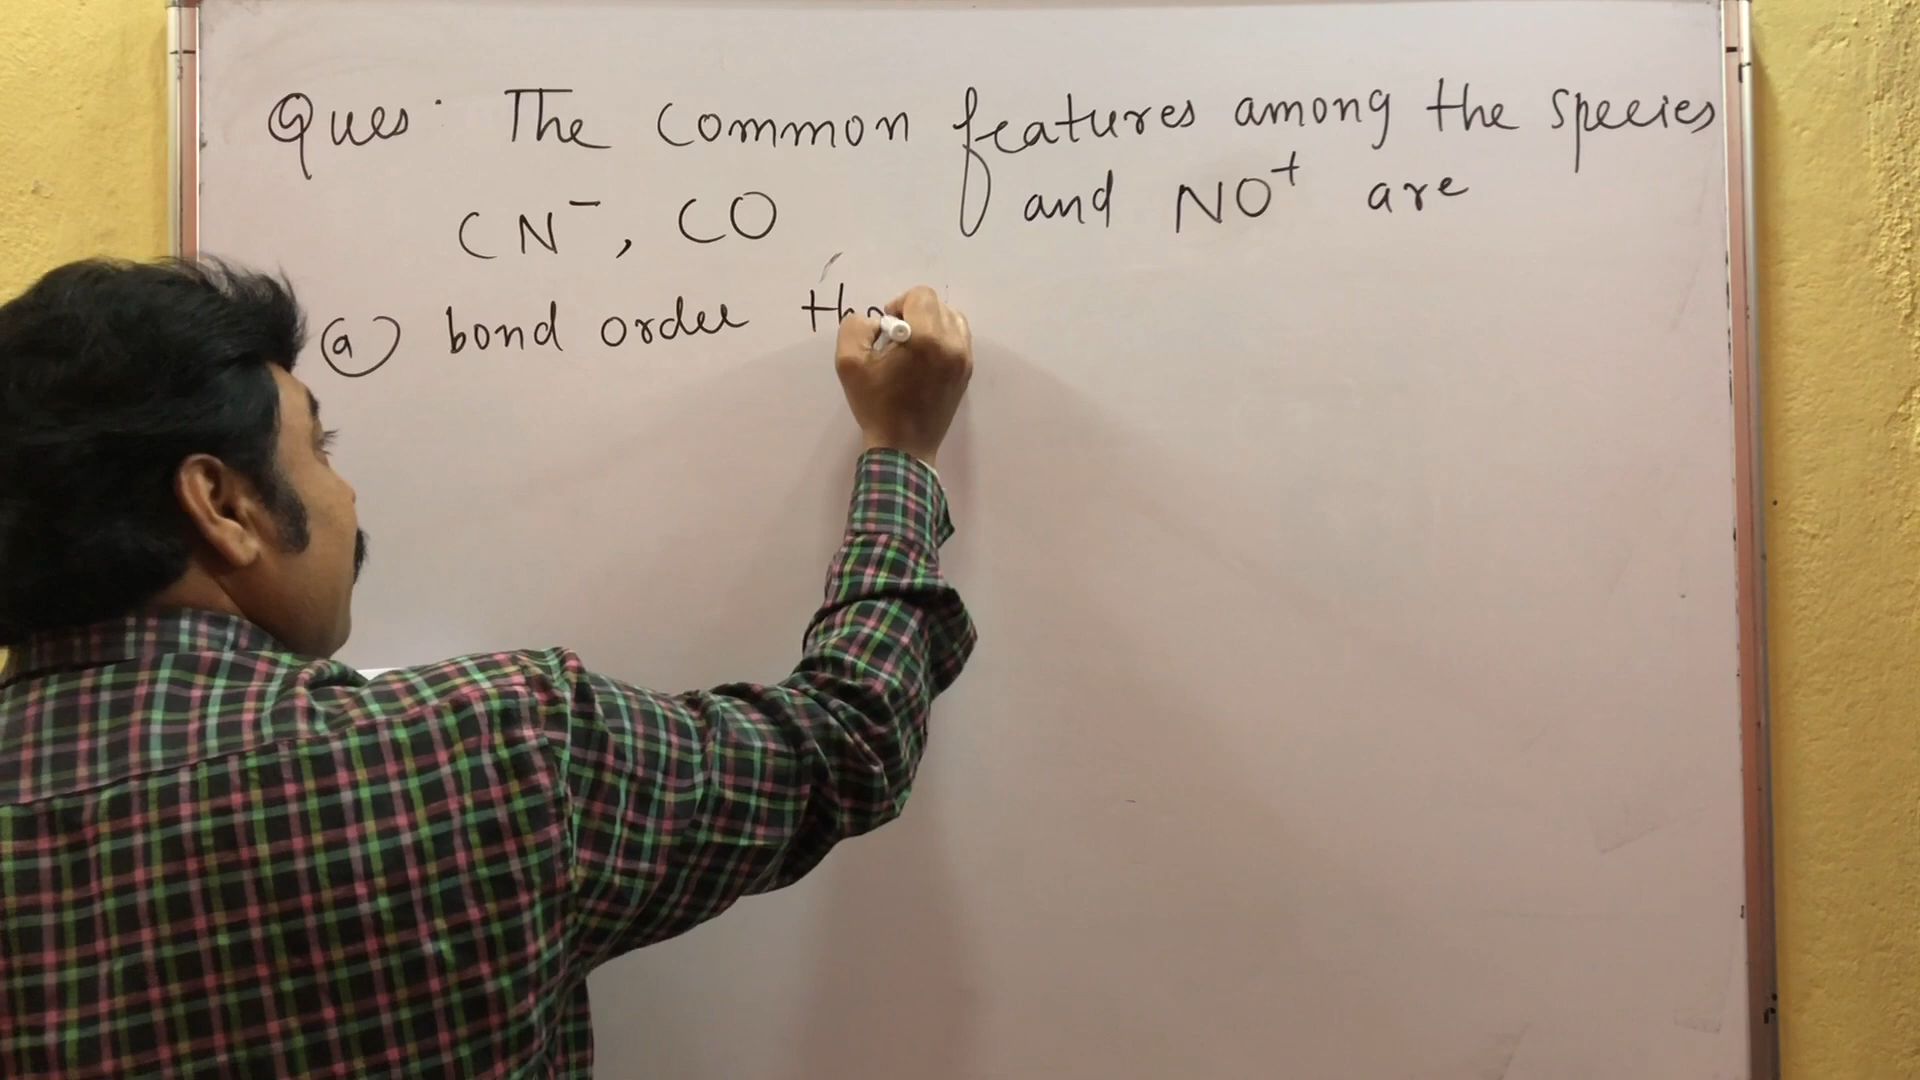 Ques: The common features among the species
CN⁻, CO and NO⁺ are
(a) bond order